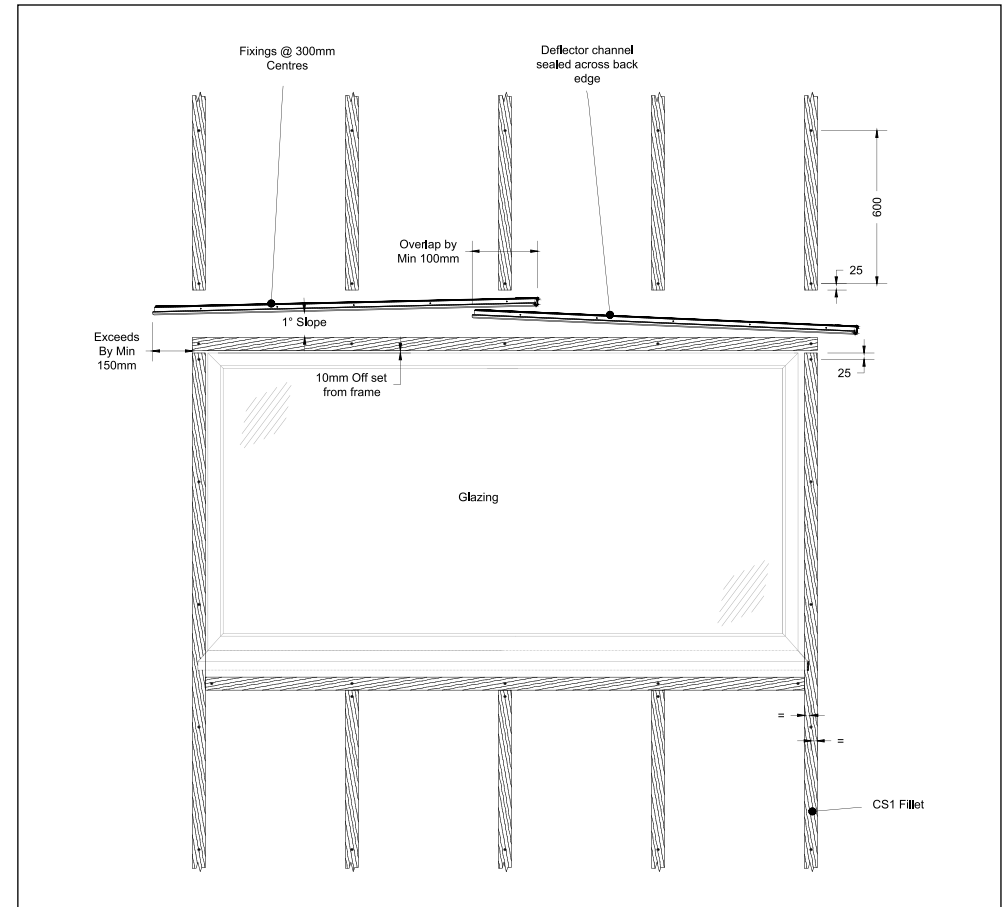 Fixings @ 300mm
Centres
Deflector channel
sealed across back
edge
600
Overlap by
Min 100mm
25
1° Slope
Exceeds
By Min
150mm
10mm Off set
from frame
25
Glazing
=
=
CS1 Fillet